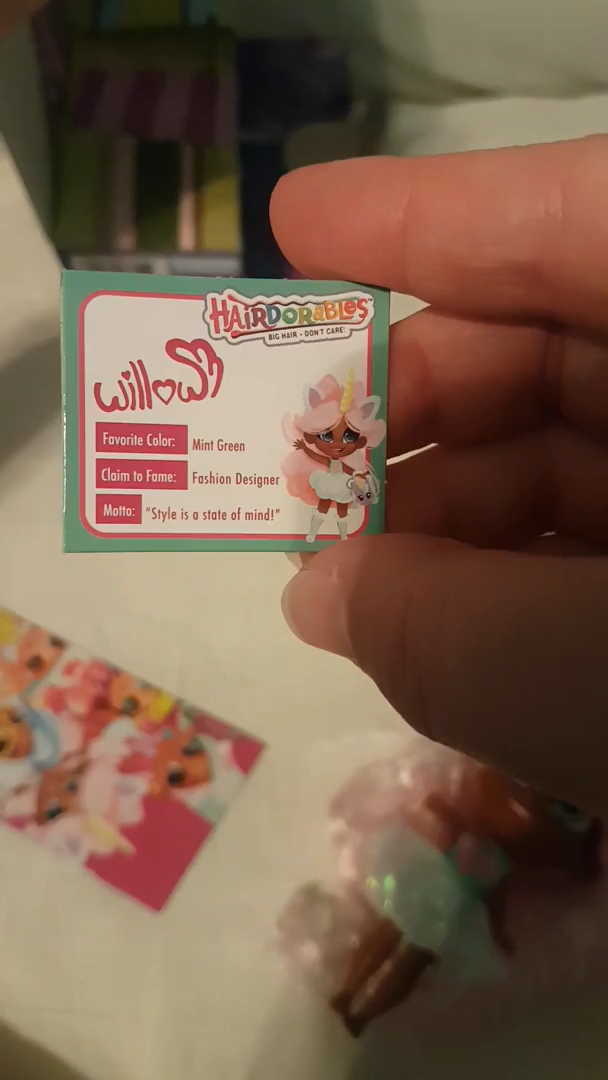 HAIRDORABLES™
BIG HAIR - DON'T CARE!
Willow
Favorite Color: Mint Green
Claim to Fame: Fashion Designer
Motto: "Style is a state of mind!"